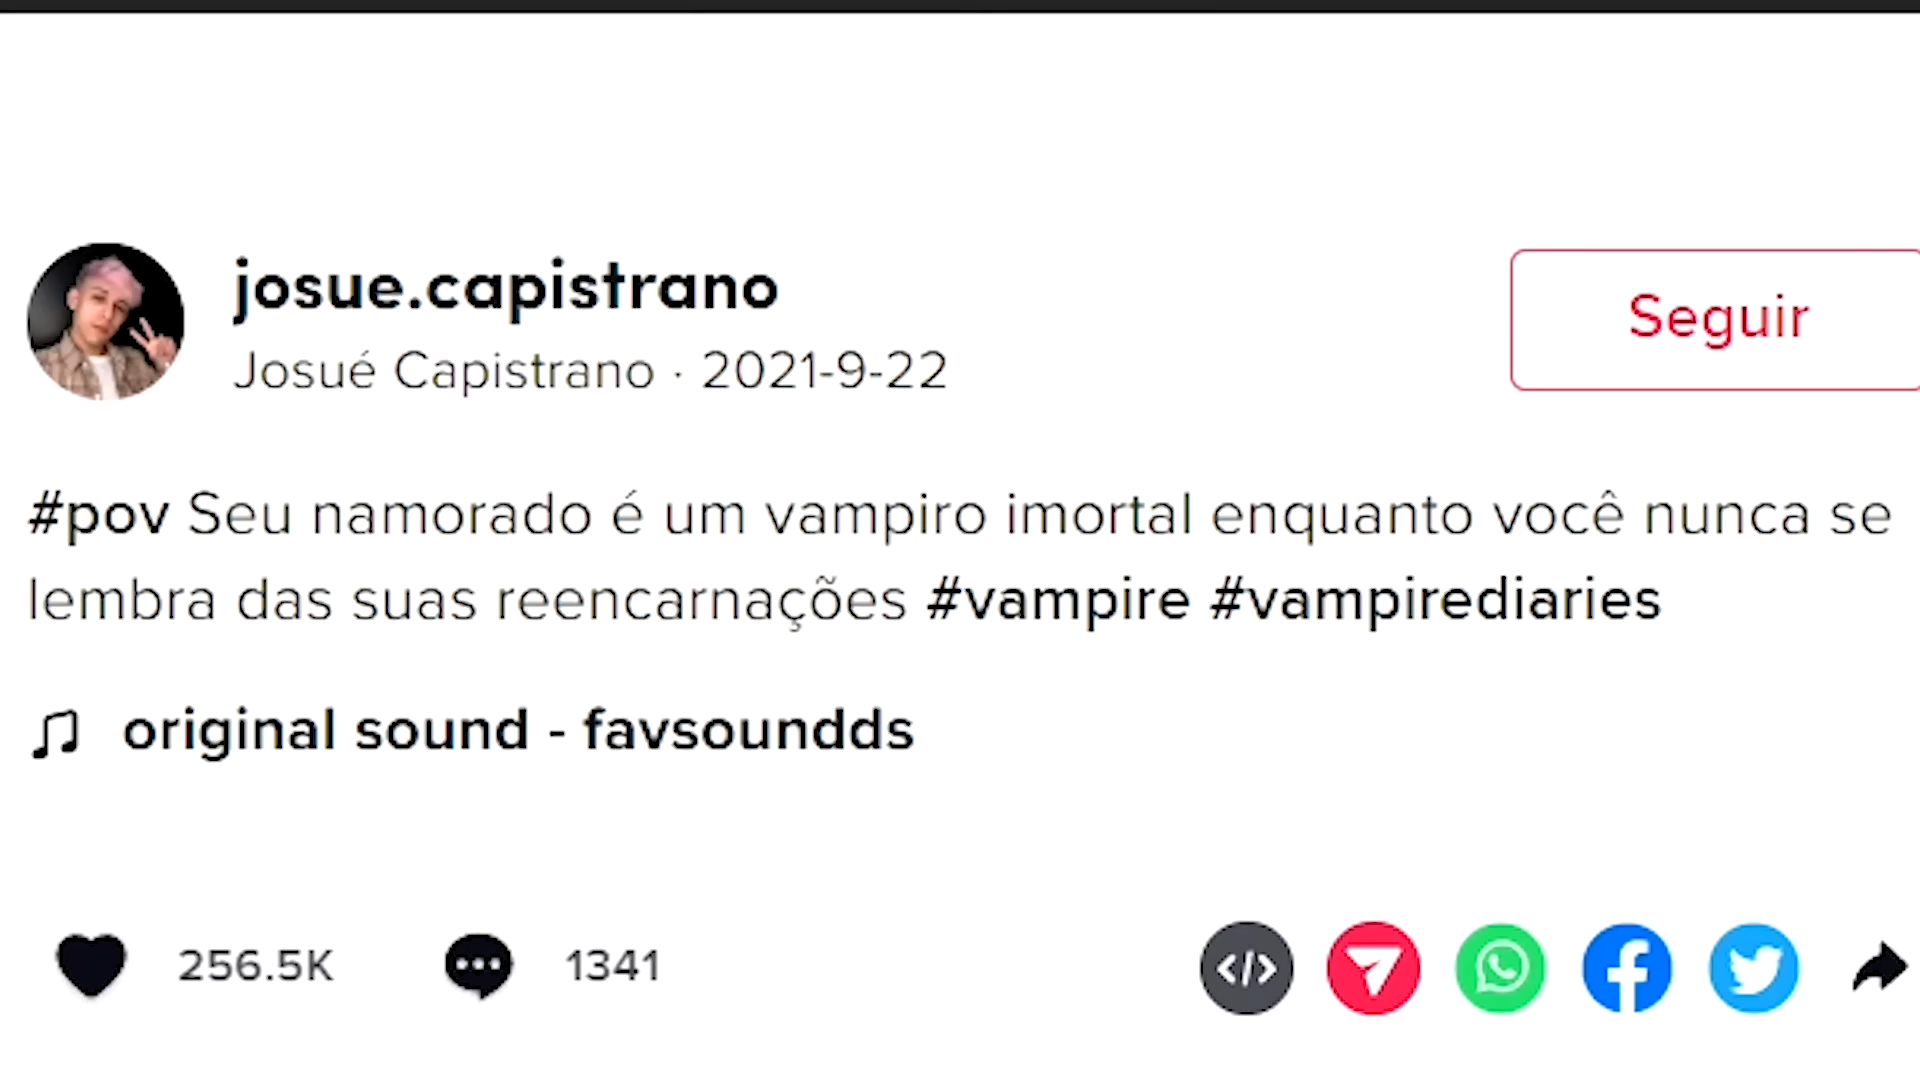 josue.capistrano
Josué Capistrano · 2021-9-22
Seguir
#pov Seu namorado é um vampiro imortal enquanto você nunca se
lembra das suas reencarnações #vampire #vampirediaries
original sound - favsoundds
256.5K
1341